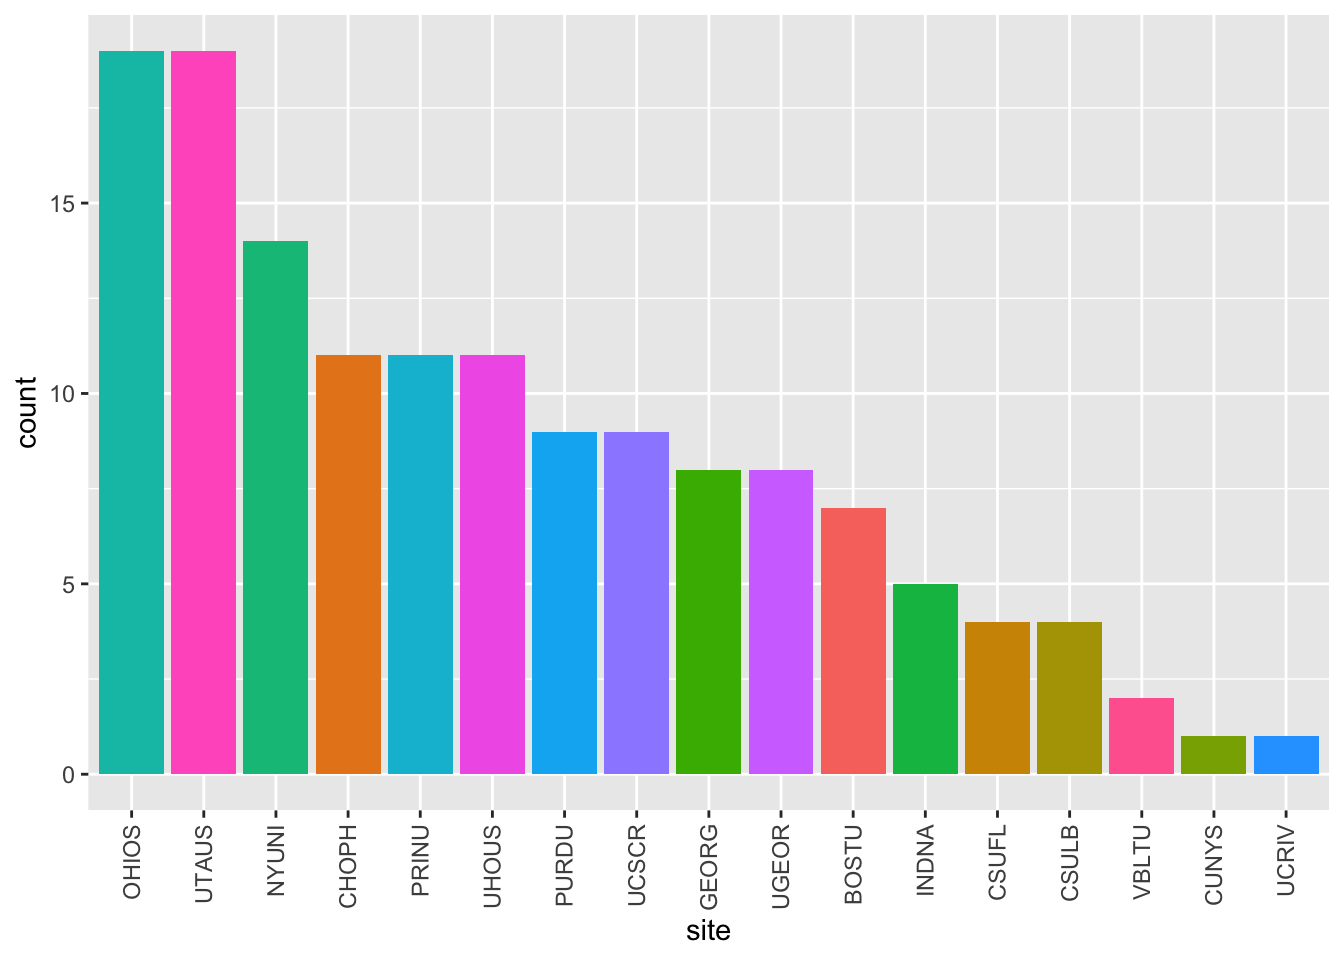 count
15
10
5
0
OHIOS
UTAUS
NYUNI
CHOPH
PRINU
UHOUS
PURDU
UCSCR
GEORG
UGEOR
BOSTU
INDNA
CSUFL
CSULB
VBLTU
CUNYS
UCRIV
site